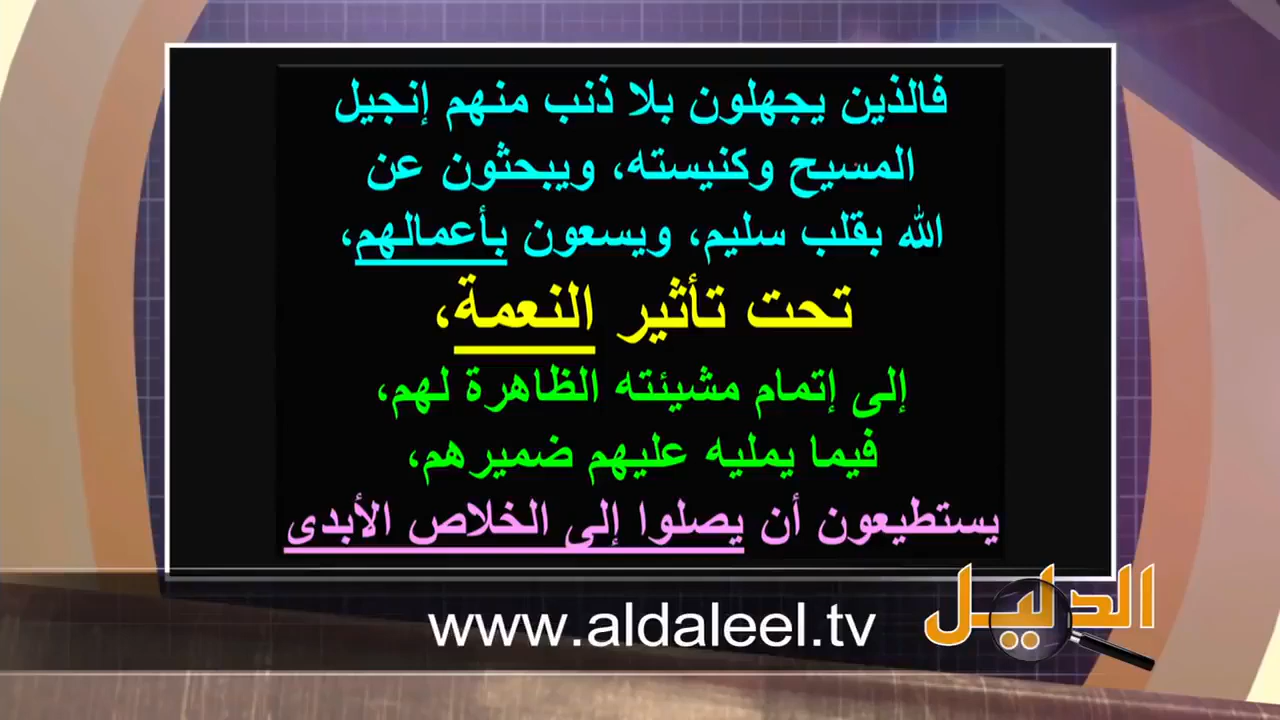 فالذين يجهلون بلا ذنب منهم إنجيل
المسيح وكنيسته، ويبحثون عن
الله بقلب سليم، ويسعون بأعمالهم،
تحت تأثير النعمة،
إلى إتمام مشيئته الظاهرة لهم،
فيما يمليه عليهم ضميرهم،
يستطيعون أن يصلوا إلى الخلاص الأبدى
www.aldaleel.tv
الدليل